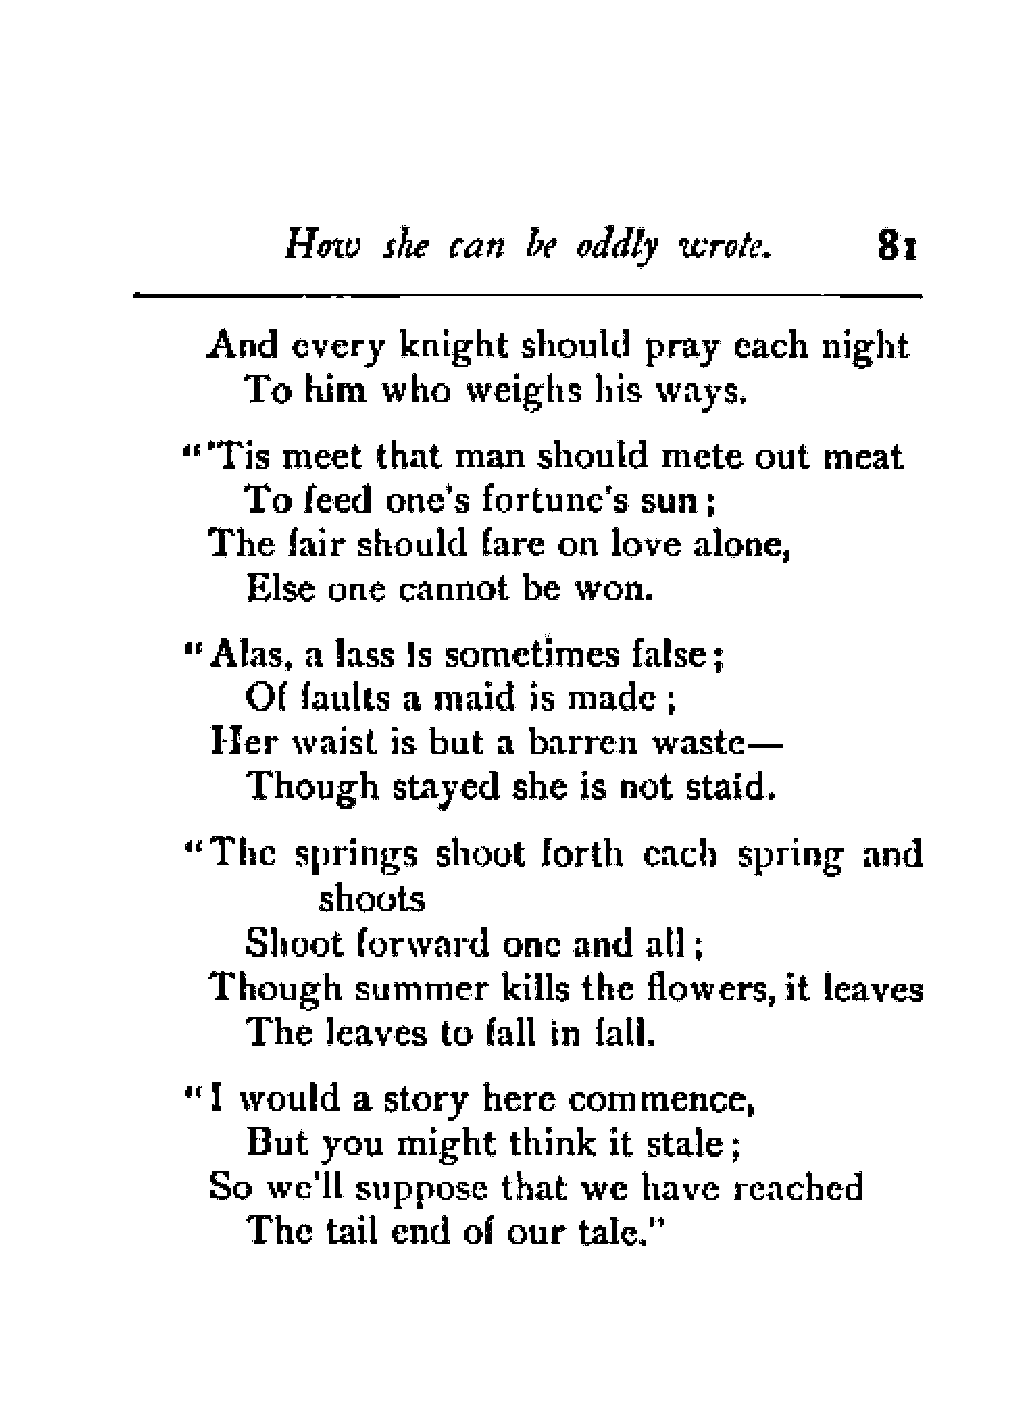 How she can be oddly wrote. 81
And every knight should pray each night
To him who weighs his ways.
"'Tis meet that man should mete out meat
To feed one's fortune's sun;
The fair should fare on love alone,
Else one cannot be won.
"Alas, a lass is sometimes false;
Of faults a maid is made;
Her waist is but a barren waste—
Though stayed she is not staid.
"The springs shoot forth each spring and
shoots
Shoot forward one and all;
Though summer kills the flowers, it leaves
The leaves to fall in fall.
"I would a story here commence,
But you might think it stale;
So we'll suppose that we have reached
The tail end of our tale."